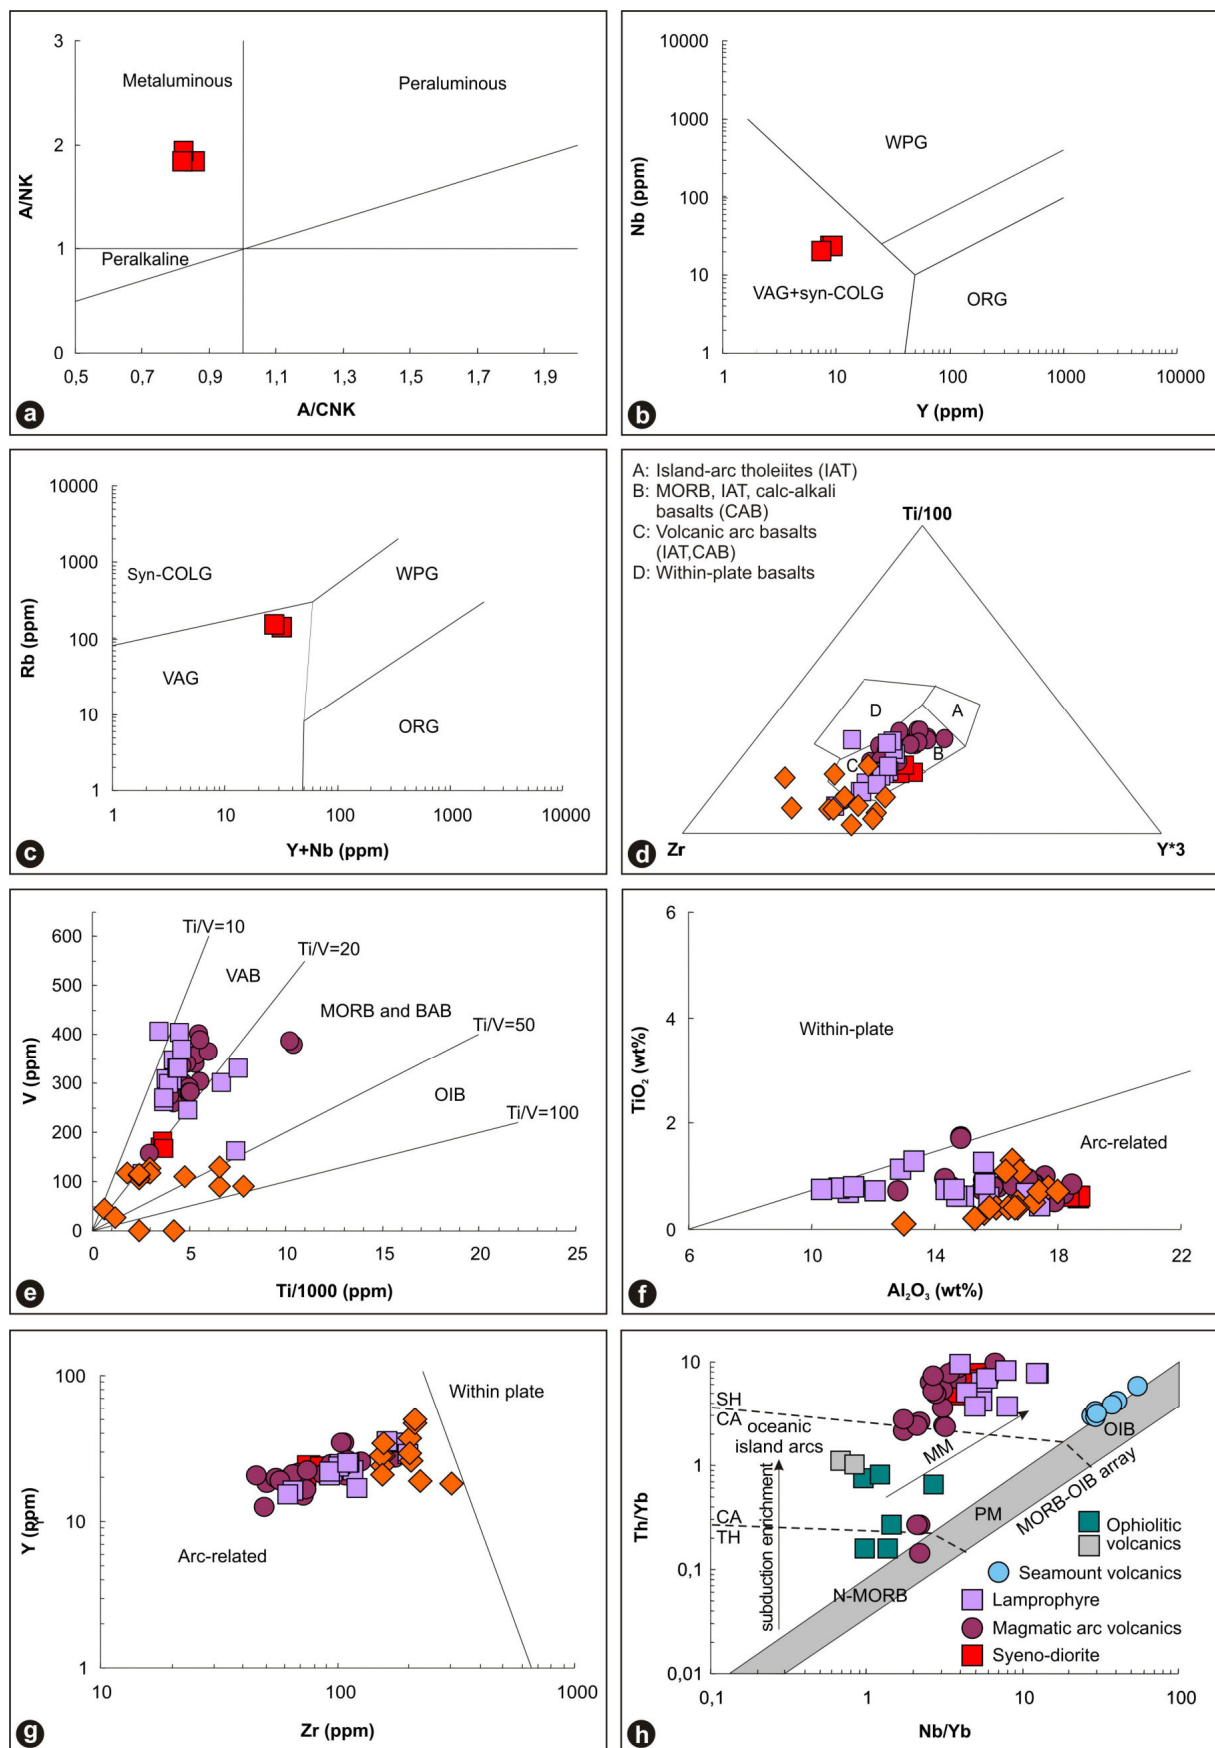 3
2
1
0
0,5
0,7
0,9
1,1
1,3
1,5
1,7
1,9
A/NK
A/CNK
Metaluminous
Peraluminous
Peralkaline
a
10000
1000
100
10
1
1
10
100
1000
10000
Nb (ppm)
Y (ppm)
WPG
VAG+syn-COLG
ORG
b
10000
1000
100
10
1
1
10
100
1000
10000
Rb (ppm)
Y+Nb (ppm)
Syn-COLG
WPG
VAG
ORG
c
A: Island-arc tholeiites (IAT)
B: MORB, IAT, calc-alkali
basalts (CAB)
C: Volcanic arc basalts
(IAT,CAB)
D: Within-plate basalts
Ti/100
D
A
B
C
Zr
Y*3
d
600
500
400
300
200
100
0
0
5
10
15
20
25
V (ppm)
Ti/1000 (ppm)
Ti/V=10
Ti/V=20
VAB
MORB and BAB
Ti/V=50
OIB
Ti/V=100
e
6
4
2
0
6
10
14
18
22
TiO₂ (wt%)
Al₂O₃ (wt%)
Within-plate
Arc-related
f
100
10
1
10
100
1000
Y (ppm)
Zr (ppm)
Within plate
Arc-related
g
10
1
0,1
0,01
0,1
1
10
100
Th/Yb
Nb/Yb
SH
CA
oceanic
island arcs
MM
OIB
CA
TH
PM
MORB-OIB array
N-MORB
subduction enrichment
Ophiolitic
volcanics
Seamount volcanics
Lamprophyre
Magmatic arc volcanics
Syeno-diorite
h